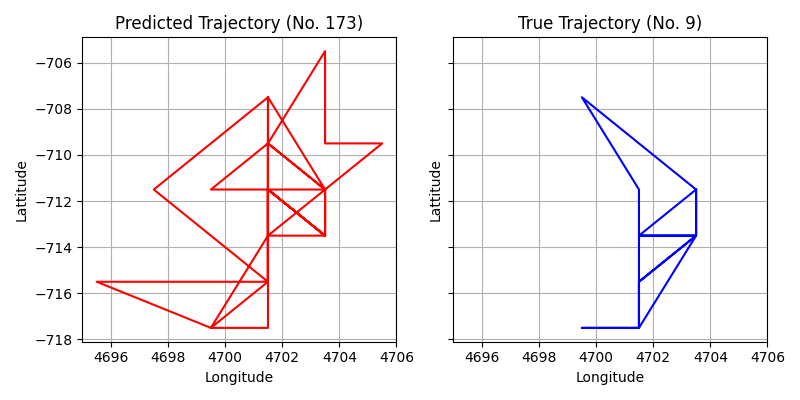 Predicted Trajectory (No. 173)
True Trajectory (No. 9)
−706
−708
−710
−712
−714
−716
−718
Lattitude
Lattitude
4696 4698 4700 4702 4704 4706
4696 4698 4700 4702 4704 4706
Longitude
Longitude